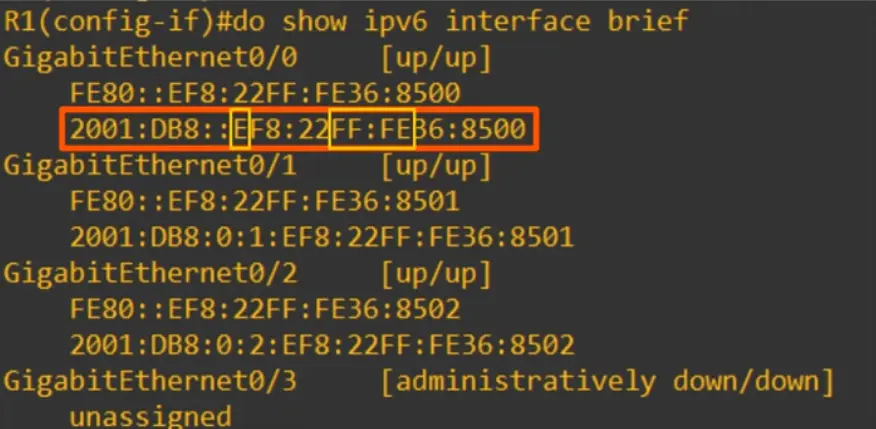 R1(config-if)#do show ipv6 interface brief
GigabitEthernet0/0 [up/up]
FE80::EF8:22FF:FE36:8500
2001:DB8::EF8:22FF:FE36:8500
GigabitEthernet0/1 [up/up]
FE80::EF8:22FF:FE36:8501
2001:DB8:0:1:EF8:22FF:FE36:8501
GigabitEthernet0/2 [up/up]
FE80::EF8:22FF:FE36:8502
2001:DB8:0:2:EF8:22FF:FE36:8502
GigabitEthernet0/3 [administratively down/down]
unassigned